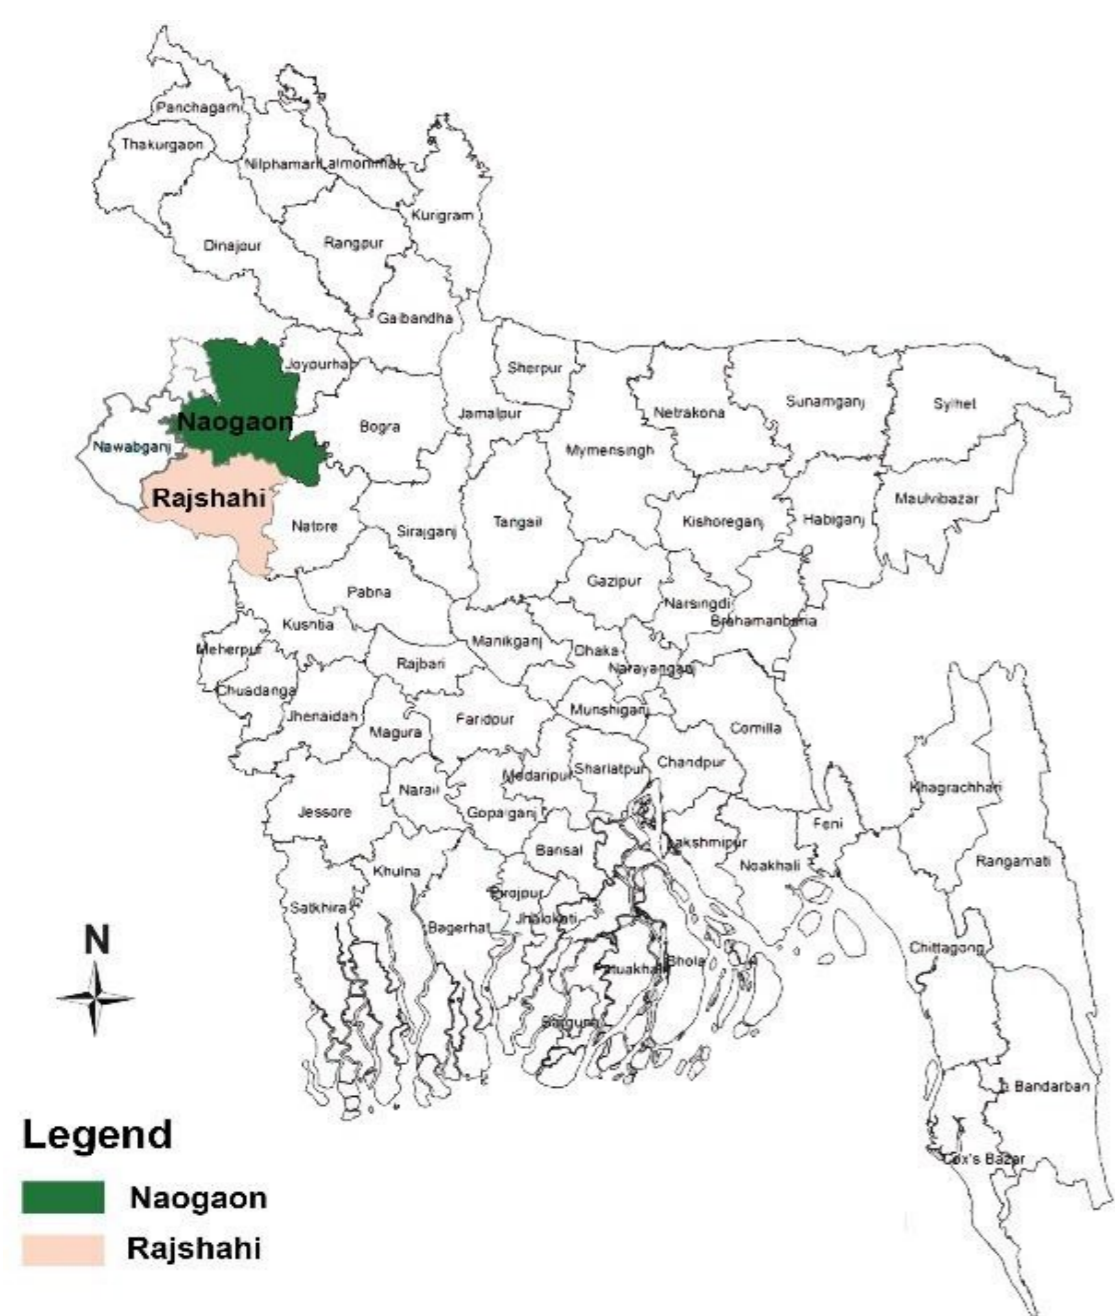 Panchagarh
Thakurgaon
Nilphamari
Lalmonirhat
Kurigram
Dinajpur
Rangpur
Gaibandha
Joypurhat
Sherpur
Jamalpur
Bogra
Naogaon
Nawabganj
Netrakona
Sunamganj
Sylhet
Mymensingh
Rajshahi
Natore
Sirajganj
Tangail
Kishoreganj
Habiganj
Maulvibazar
Pabna
Gazipur
Narsingdi
Brahamanbaria
Kushtia
Meherpur
Rajbari
Manikganj
Dhaka
Narayanganj
Chuadanga
Jhenaidah
Magura
Faridpur
Munshiganj
Comilla
Madaripur
Shariatpur
Chandpur
Jessore
Narail
Gopalganj
Khagrachhari
Feni
Barisal
Lakshmipur
Noakhali
Rangamati
Khulna
Satkhira
Pirojpur
Jhalokati
Bagerhat
Patuakhali
Bhola
Barguna
Chittagong
Bandarban
Cox's Bazar
N
Legend
Naogaon
Rajshahi